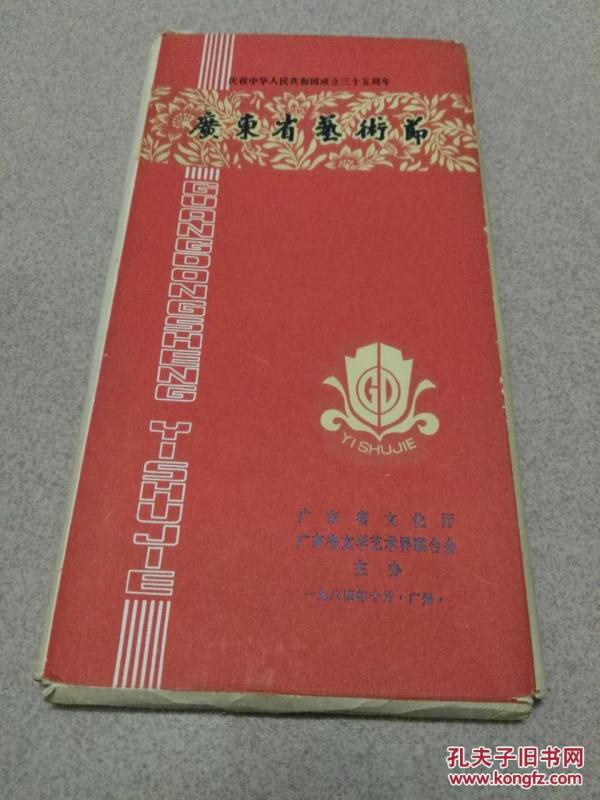 庆祝中华人民共和国成立三十五周年
廣東省藝術節
GUANGDONGSHENG YISHUJIE
GD
YISHUJIE
广东省文化厅
广东省文学艺术界联合会
主办
一九八四年十月·广州·
孔夫子旧书网
www.kongfz.com